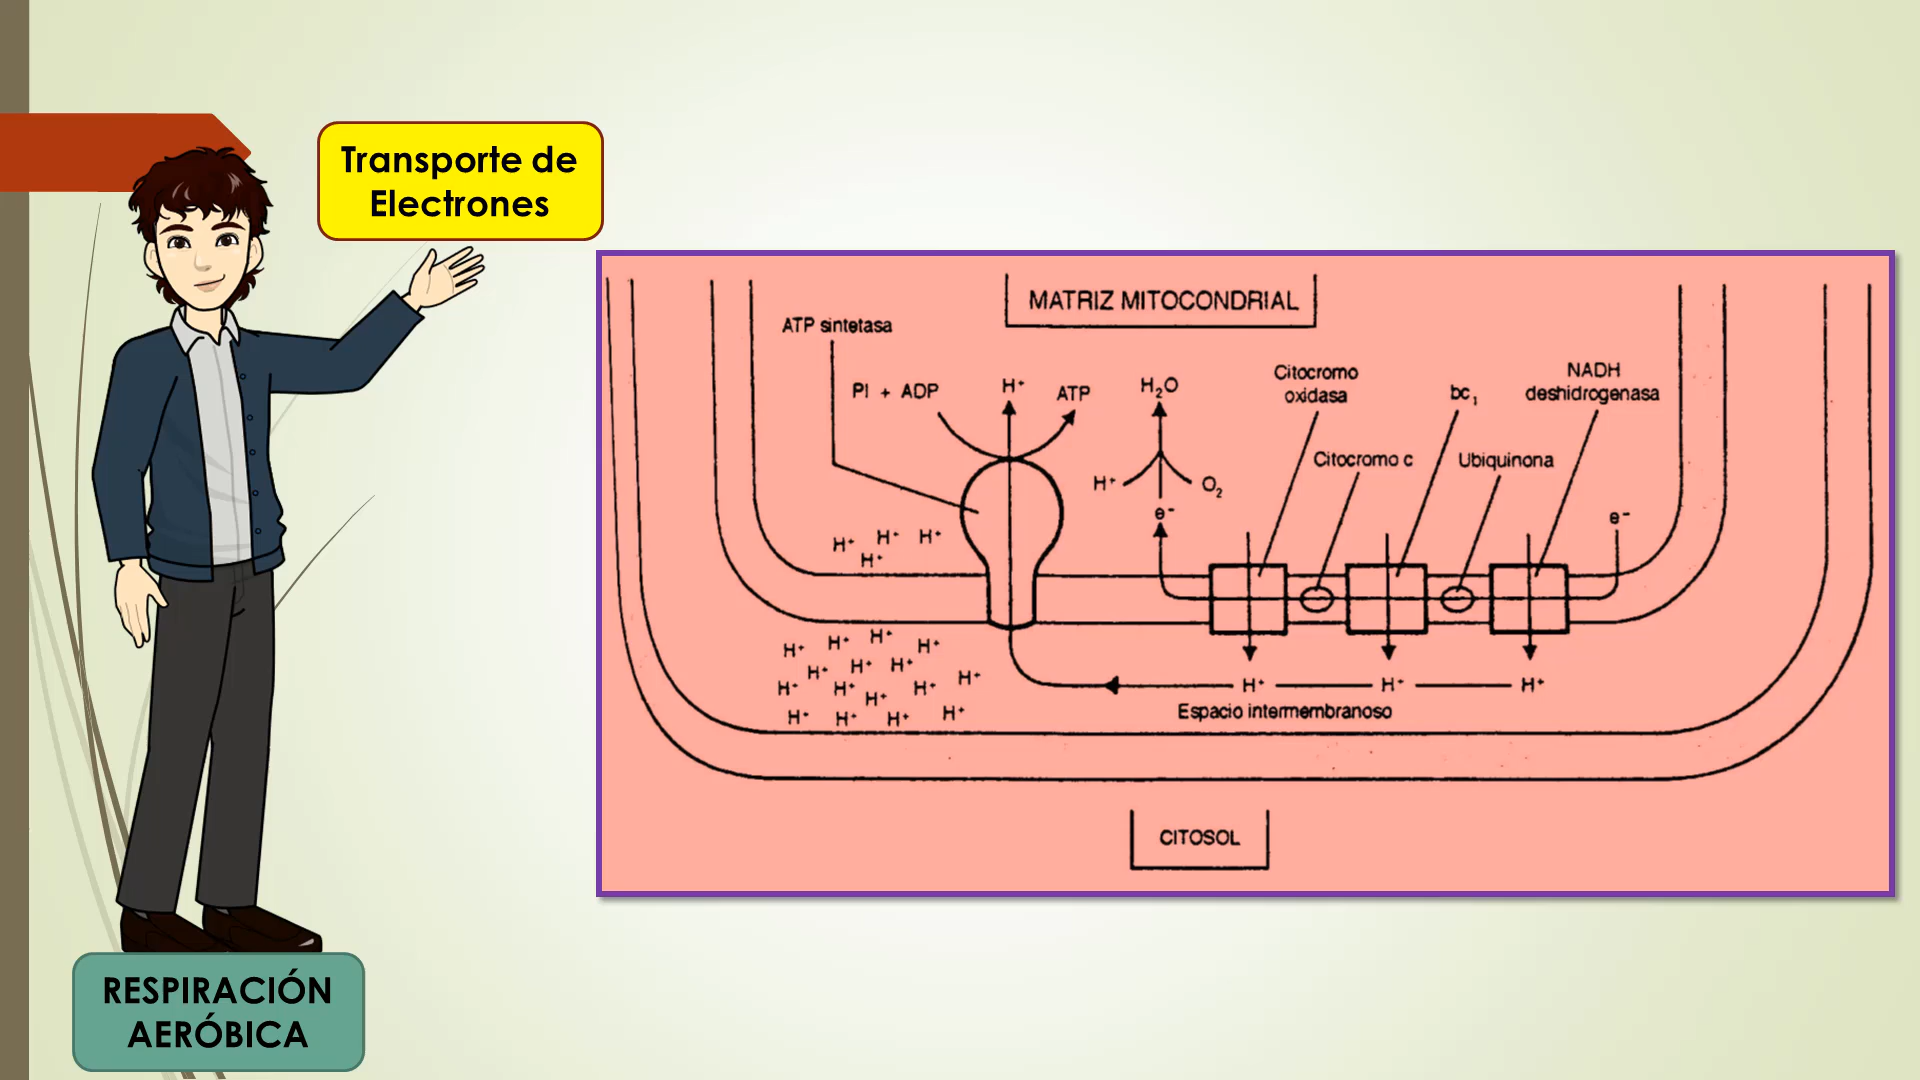 Transporte de
Electrones
MATRIZ MITOCONDRIAL
ATP sintetasa
PI + ADP
H⁺
ATP
H₂O
Citocromo
oxidasa
bc₁
NADH
deshidrogenasa
Citocromo c
Ubiquinona
H⁺
O₂
e⁻
e⁻
H⁺ H⁺ H⁺
H⁺
H⁺ H⁺ H⁺ H⁺
H⁺ H⁺ H⁺
H⁺ H⁺ H⁺ H⁺ H⁺
H⁺ H⁺ H⁺ H⁺
H⁺ H⁺ H⁺
Espacio intermembranoso
CITOSOL
RESPIRACIÓN
AERÓBICA